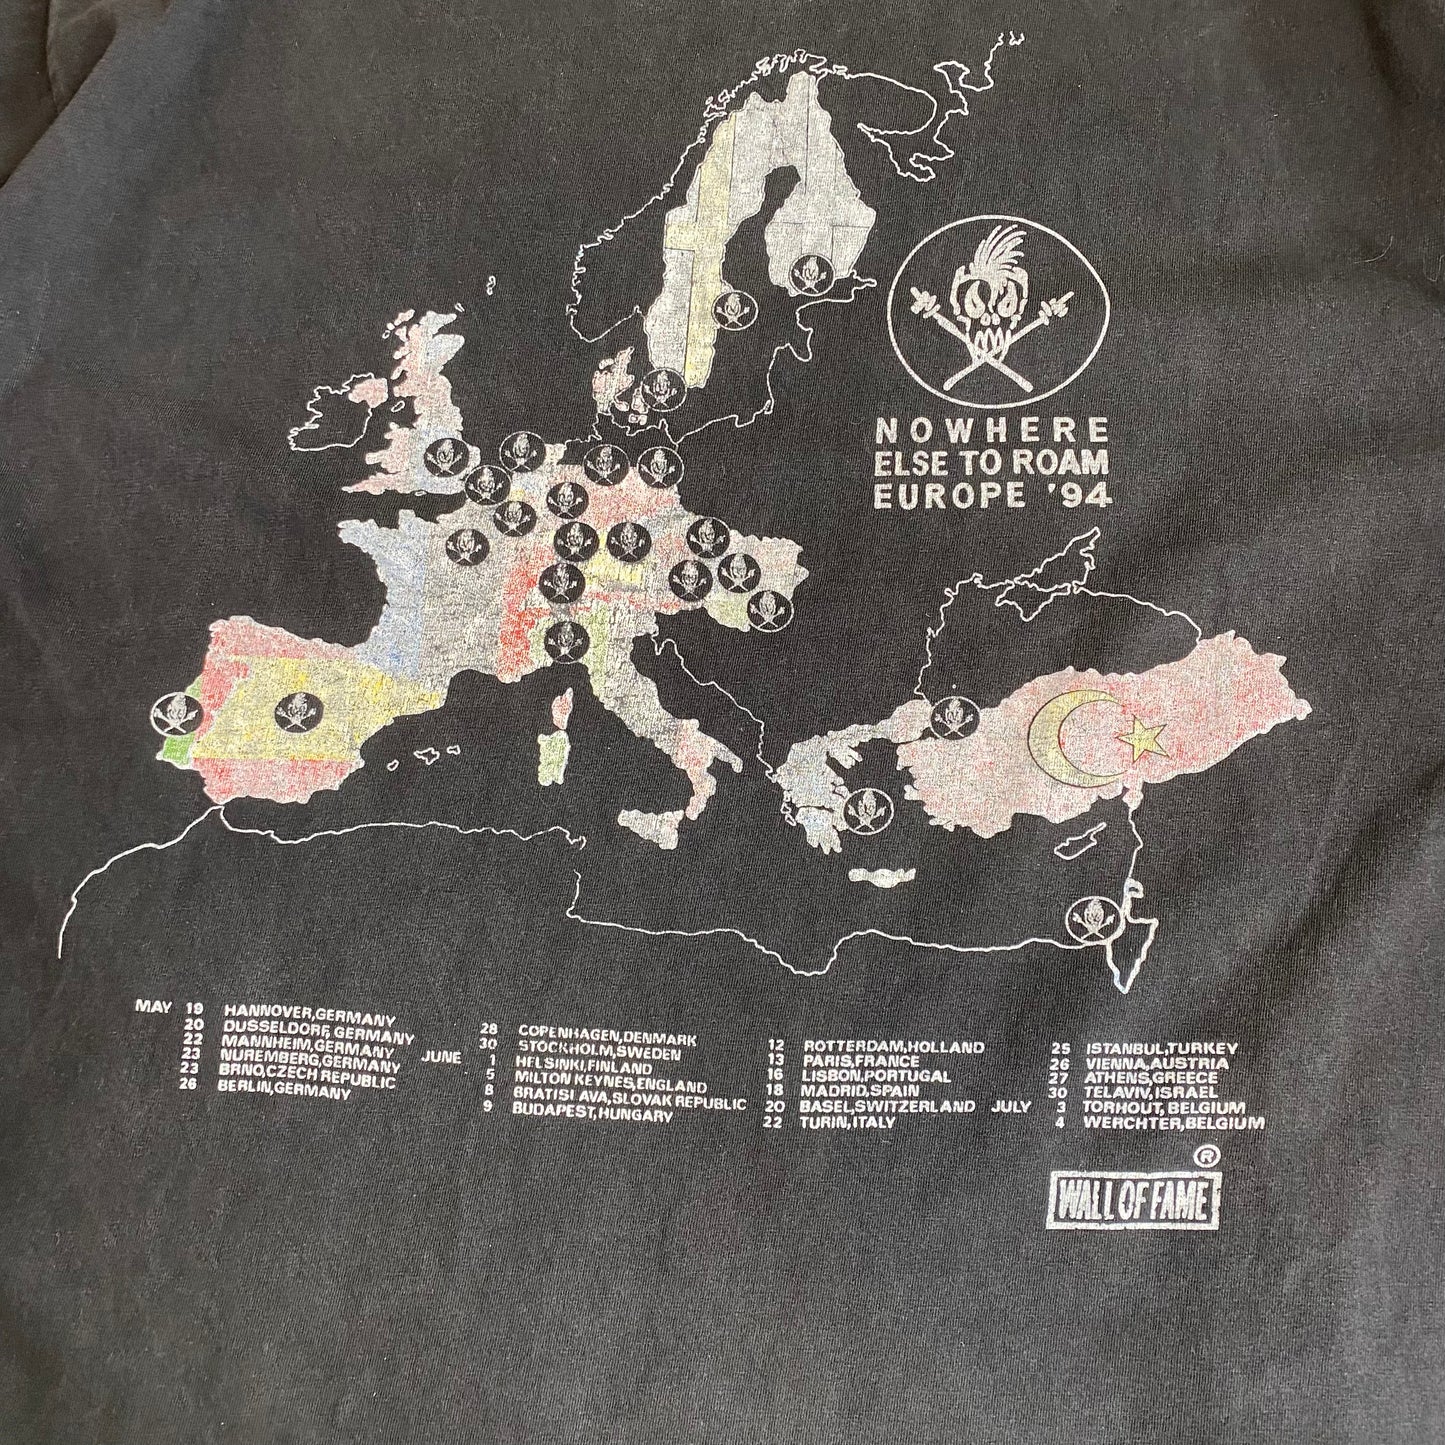 NOWHERE
ELSE TO ROAM
EUROPE '94
MAY 19 HANNOVER,GERMANY
20 DUSSELDORF, GERMANY
22 MANNHEIM,GERMANY
23 NUREMBERG,GERMANY
23 BRNO,CZECH REPUBLIC
26 BERLIN,GERMANY
28 COPENHAGEN,DENMARK
30 STOCKHOLM,SWEDEN
JUNE 1 HELSINKI,FINLAND
5 MILTON KEYNES,ENGLAND
8 BRATISLAVA,SLOVAK REPUBLIC
9 BUDAPEST,HUNGARY
12 ROTTERDAM,HOLLAND
13 PARIS,FRANCE
16 LISBON,PORTUGAL
18 MADRID,SPAIN
20 BASEL,SWITZERLAND
22 TURIN,ITALY
25 ISTANBUL,TURKEY
26 VIENNA,AUSTRIA
27 ATHENS,GREECE
30 TELAVIV,ISRAEL
JULY 3 TORHOUT,BELGIUM
4 WERCHTER,BELGIUM
®
WALL OF FAME